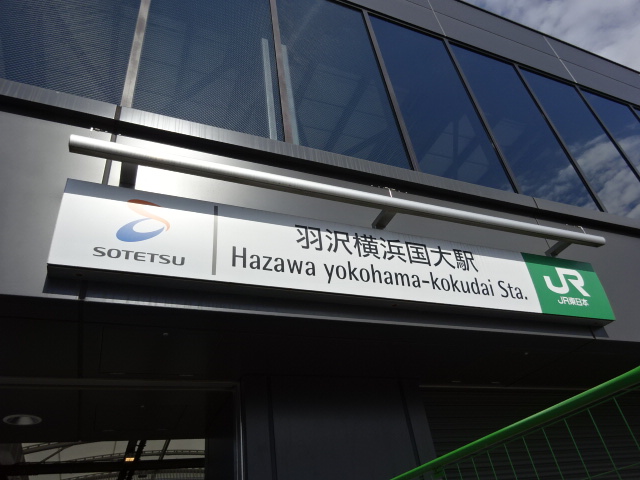 SOTETSU
羽沢横浜国大駅
Hazawa yokohama-kokudai Sta.
JR
JR東日本